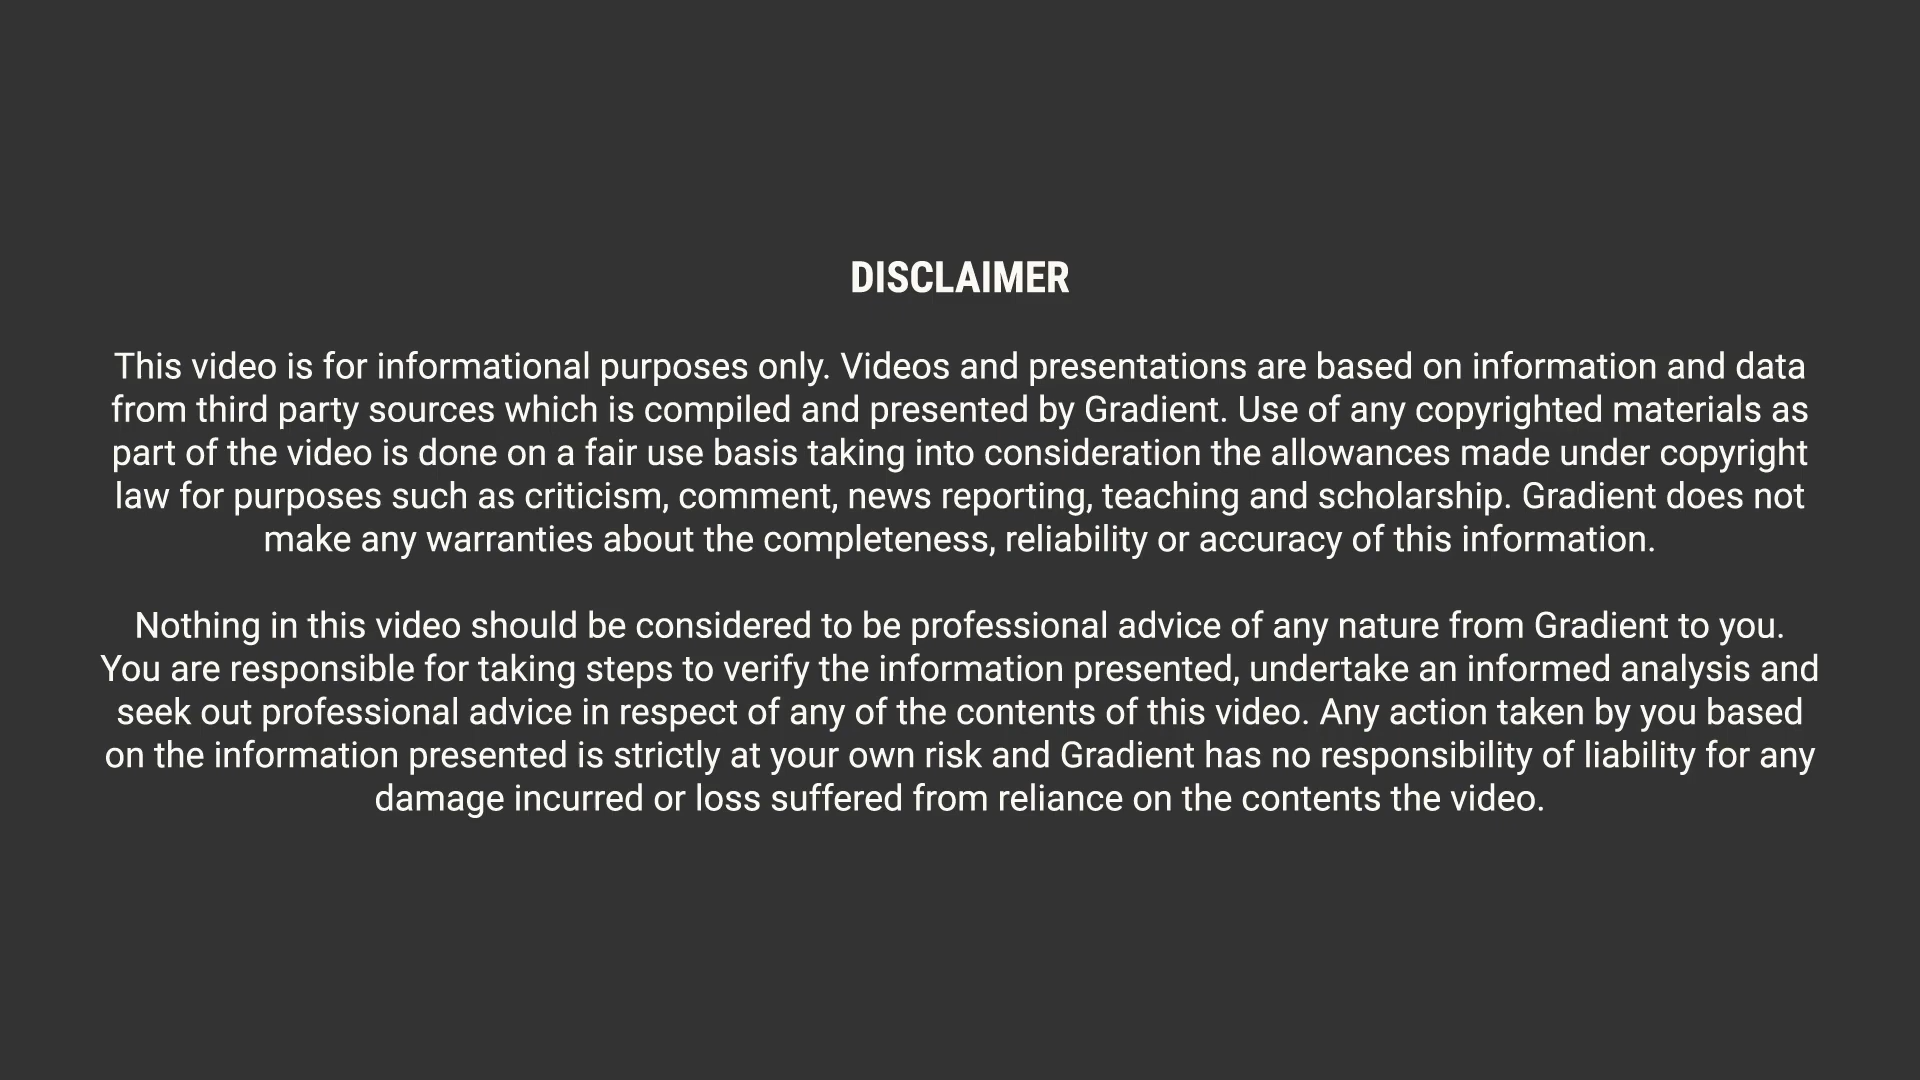 DISCLAIMER
This video is for informational purposes only. Videos and presentations are based on information and data
from third party sources which is compiled and presented by Gradient. Use of any copyrighted materials as
part of the video is done on a fair use basis taking into consideration the allowances made under copyright
law for purposes such as criticism, comment, news reporting, teaching and scholarship. Gradient does not
make any warranties about the completeness, reliability or accuracy of this information.
Nothing in this video should be considered to be professional advice of any nature from Gradient to you.
You are responsible for taking steps to verify the information presented, undertake an informed analysis and
seek out professional advice in respect of any of the contents of this video. Any action taken by you based
on the information presented is strictly at your own risk and Gradient has no responsibility of liability for any
damage incurred or loss suffered from reliance on the contents the video.